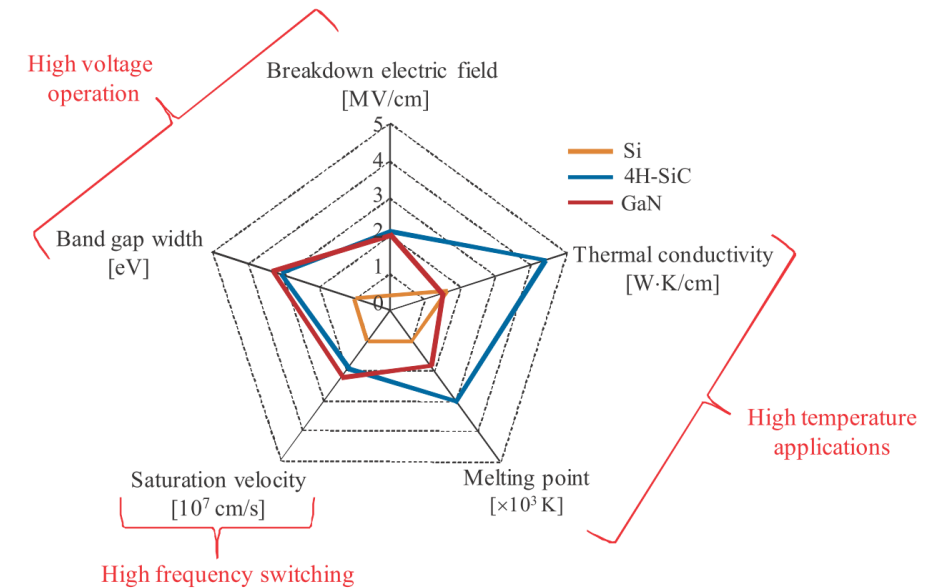 High voltage
operation
Breakdown electric field
[MV/cm]
5
4
3
2
1
0
Si
4H-SiC
GaN
Band gap width
[eV]
Thermal conductivity
[W·K/cm]
High temperature
applications
Saturation velocity
[10⁷ cm/s]
Melting point
[×10³ K]
High frequency switching